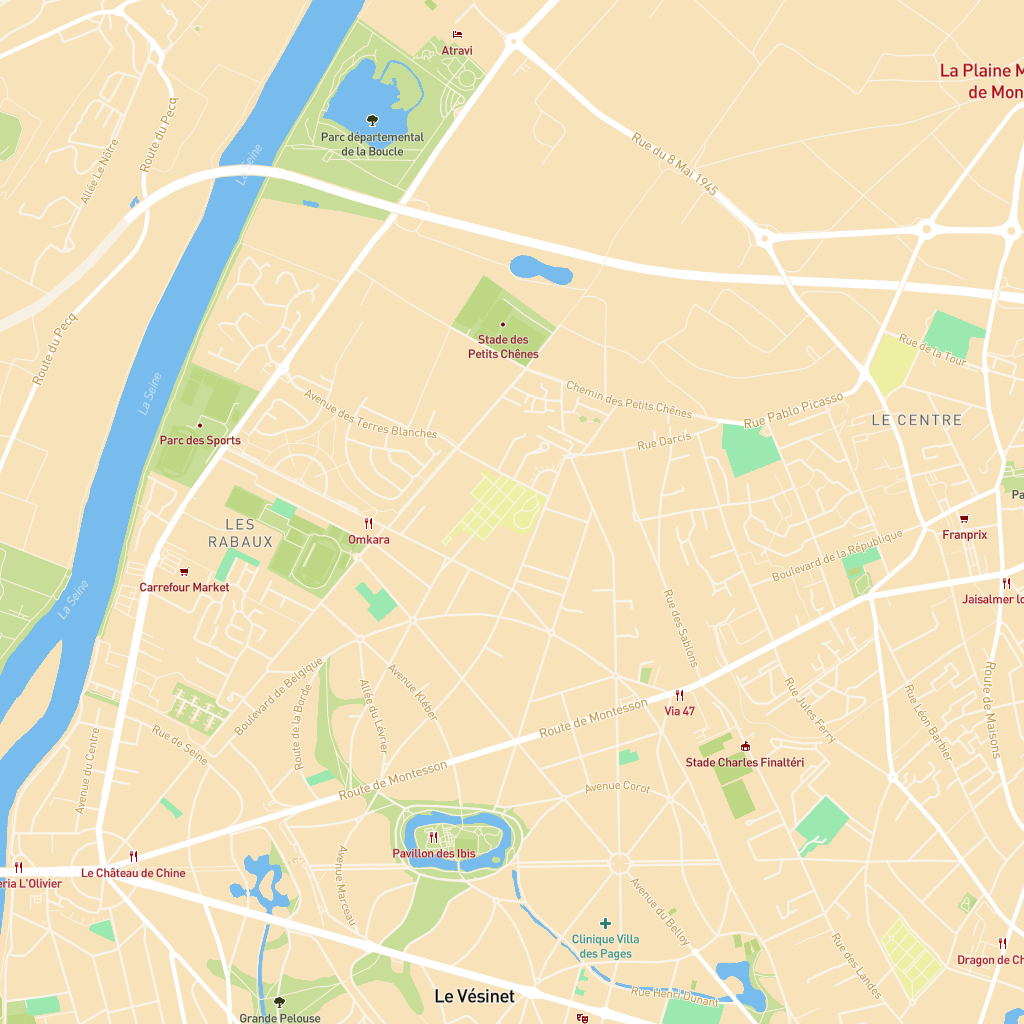 Atravi
La Plaine M
de Mon
Parc départemental
de la Boucle
Rue du 8 Mai 1945
Route du Pecq
Allée Le Nôtre
La Seine
Route du Pecq
Stade des
Petits Chênes
Rue de la Tour
La Seine
Chemin des Petits Chênes
Avenue des Terres Blanches
Rue Pablo Picasso
LE CENTRE
Parc des Sports
Rue Darcis
Pa
LES
RABAUX
Omkara
Franprix
Boulevard de la République
Carrefour Market
La Seine
Jaisalmer lo
Rue des Sablons
Boulevard de Belgique
Avenue Kléber
Allée du Lévrier
Route de la Borde
Via 47
Rue Jules Ferry
Rue Léon Barbier
Route de Maisons
Route de Montesson
Rue de Seine
Avenue du Centre
Stade Charles Finaltéri
Route de Montesson
Avenue Corot
Pavillon des Ibis
Le Château de Chine
eria L'Olivier
Avenue Marceau
Avenue du Belloy
Clinique Villa
des Pages
Rue des Landes
Dragon de Ch
Le Vésinet
Rue Henri Dunant
Grande Pelouse